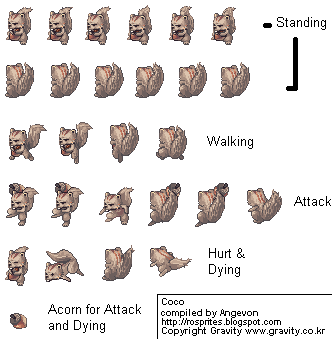 Standing
Walking
Attack
Hurt &
Dying
Acorn for Attack
and Dying
Coco
compiled by Angevon
http://rosprites.blogspot.com
Copyright Gravity www.gravity.co.kr